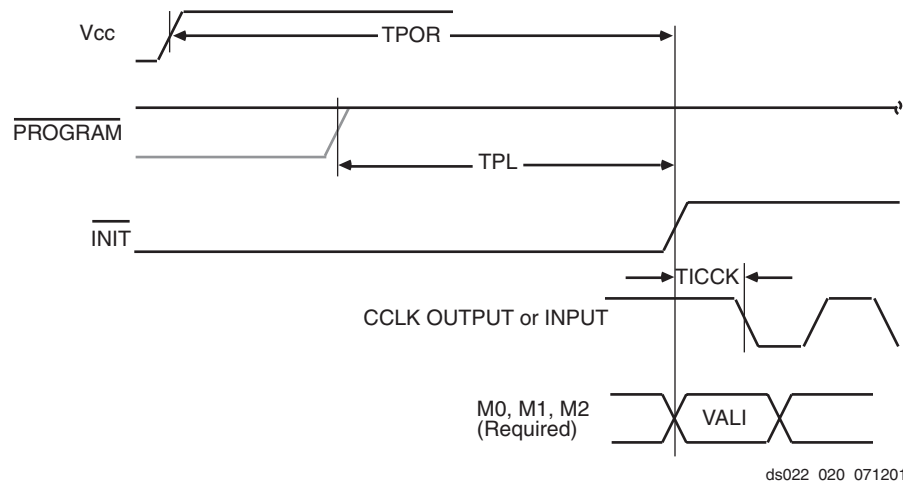 Vcc
TPOR
PROGRAM
TPL
INIT
TICCK
CCLK OUTPUT or INPUT
M0, M1, M2
(Required)
VALI
ds022_020_071201